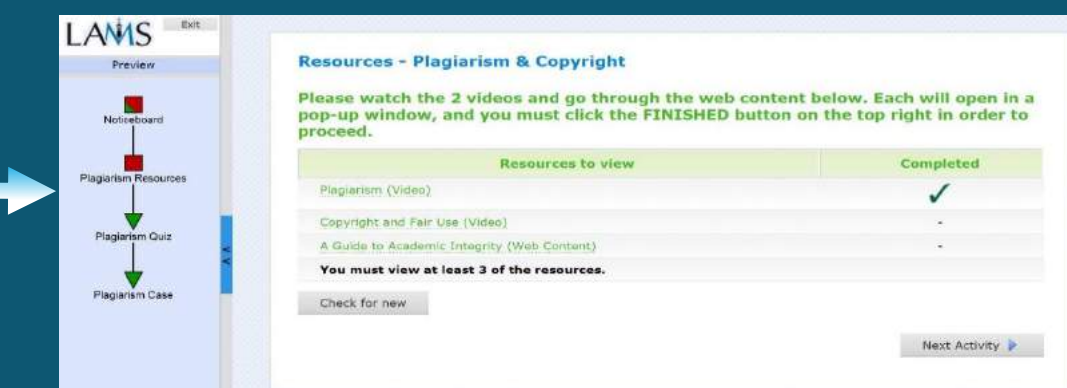 LAMS
Exit
Preview
Noticeboard
Plagiarism Resources
Plagiarism Quiz
Plagiarism Case
Resources - Plagiarism & Copyright
Please watch the 2 videos and go through the web content below. Each will open in a
pop-up window, and you must click the FINISHED button on the top right in order to
proceed.
Resources to view Completed
Plagiarism (Video)
Copyright and Fair Use (Video) -
A Guide to Academic Integrity (Web Content) -
You must view at least 3 of the resources.
Check for new
Next Activity